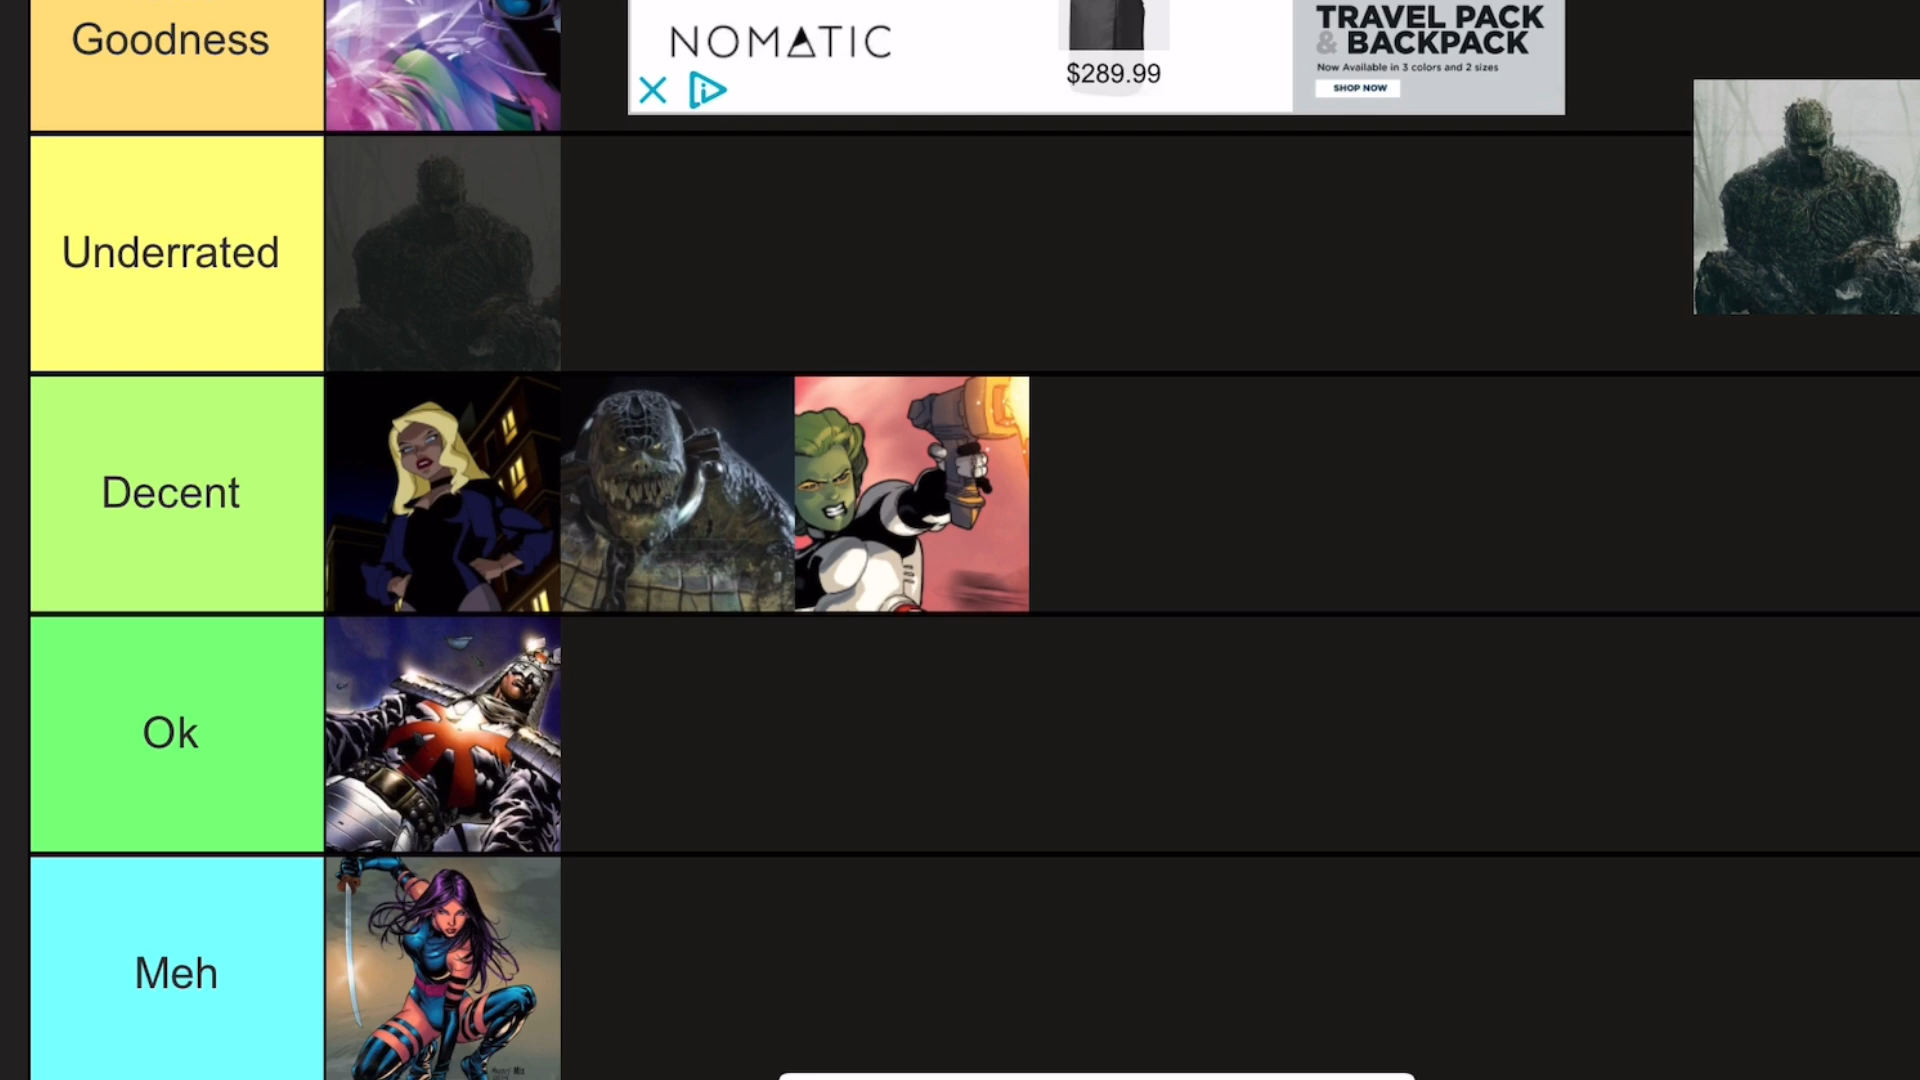 Goodness
NOMATIC
$289.99
TRAVEL PACK
& BACKPACK
Now Available in 3 colors and 2 sizes
SHOP NOW
Underrated
Decent
Ok
Meh